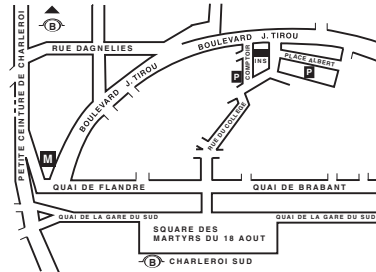 B
PETITE CEINTURE DE CHARLEROI
RUE DAGNELIES
BOULEVARD J. TIROU
BOULEVARD J. TIROU
COMPTOIR
INS
PLACE ALBERT
P
P
RUE DU COLLEGE
M
QUAI DE FLANDRE
QUAI DE BRABANT
QUAI DE LA GARE DU SUD
QUAI DE LA GARE DU SUD
SQUARE DES
MARTYRS DU 18 AOUT
B CHARLEROI SUD